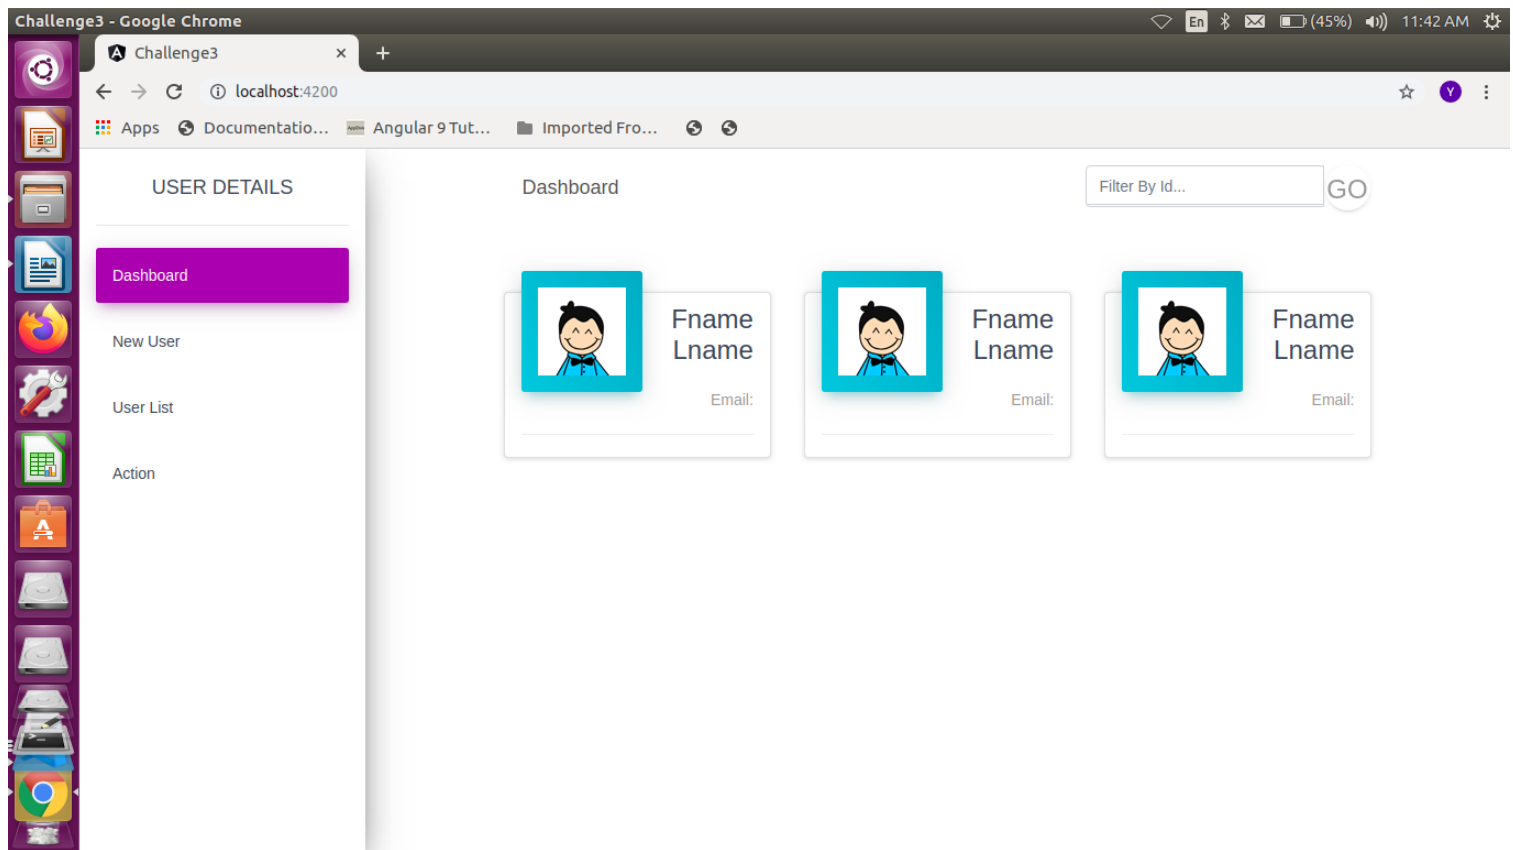 Challenge3 - Google Chrome
En
(45%)
11:42 AM
Challenge3
localhost:4200
Y
Apps
Documentatio...
Angular 9 Tut...
Imported Fro...
USER DETAILS
Dashboard
New User
User List
Action
Dashboard
Filter By Id...
GO
Fname
Lname
Email:
Fname
Lname
Email:
Fname
Lname
Email: